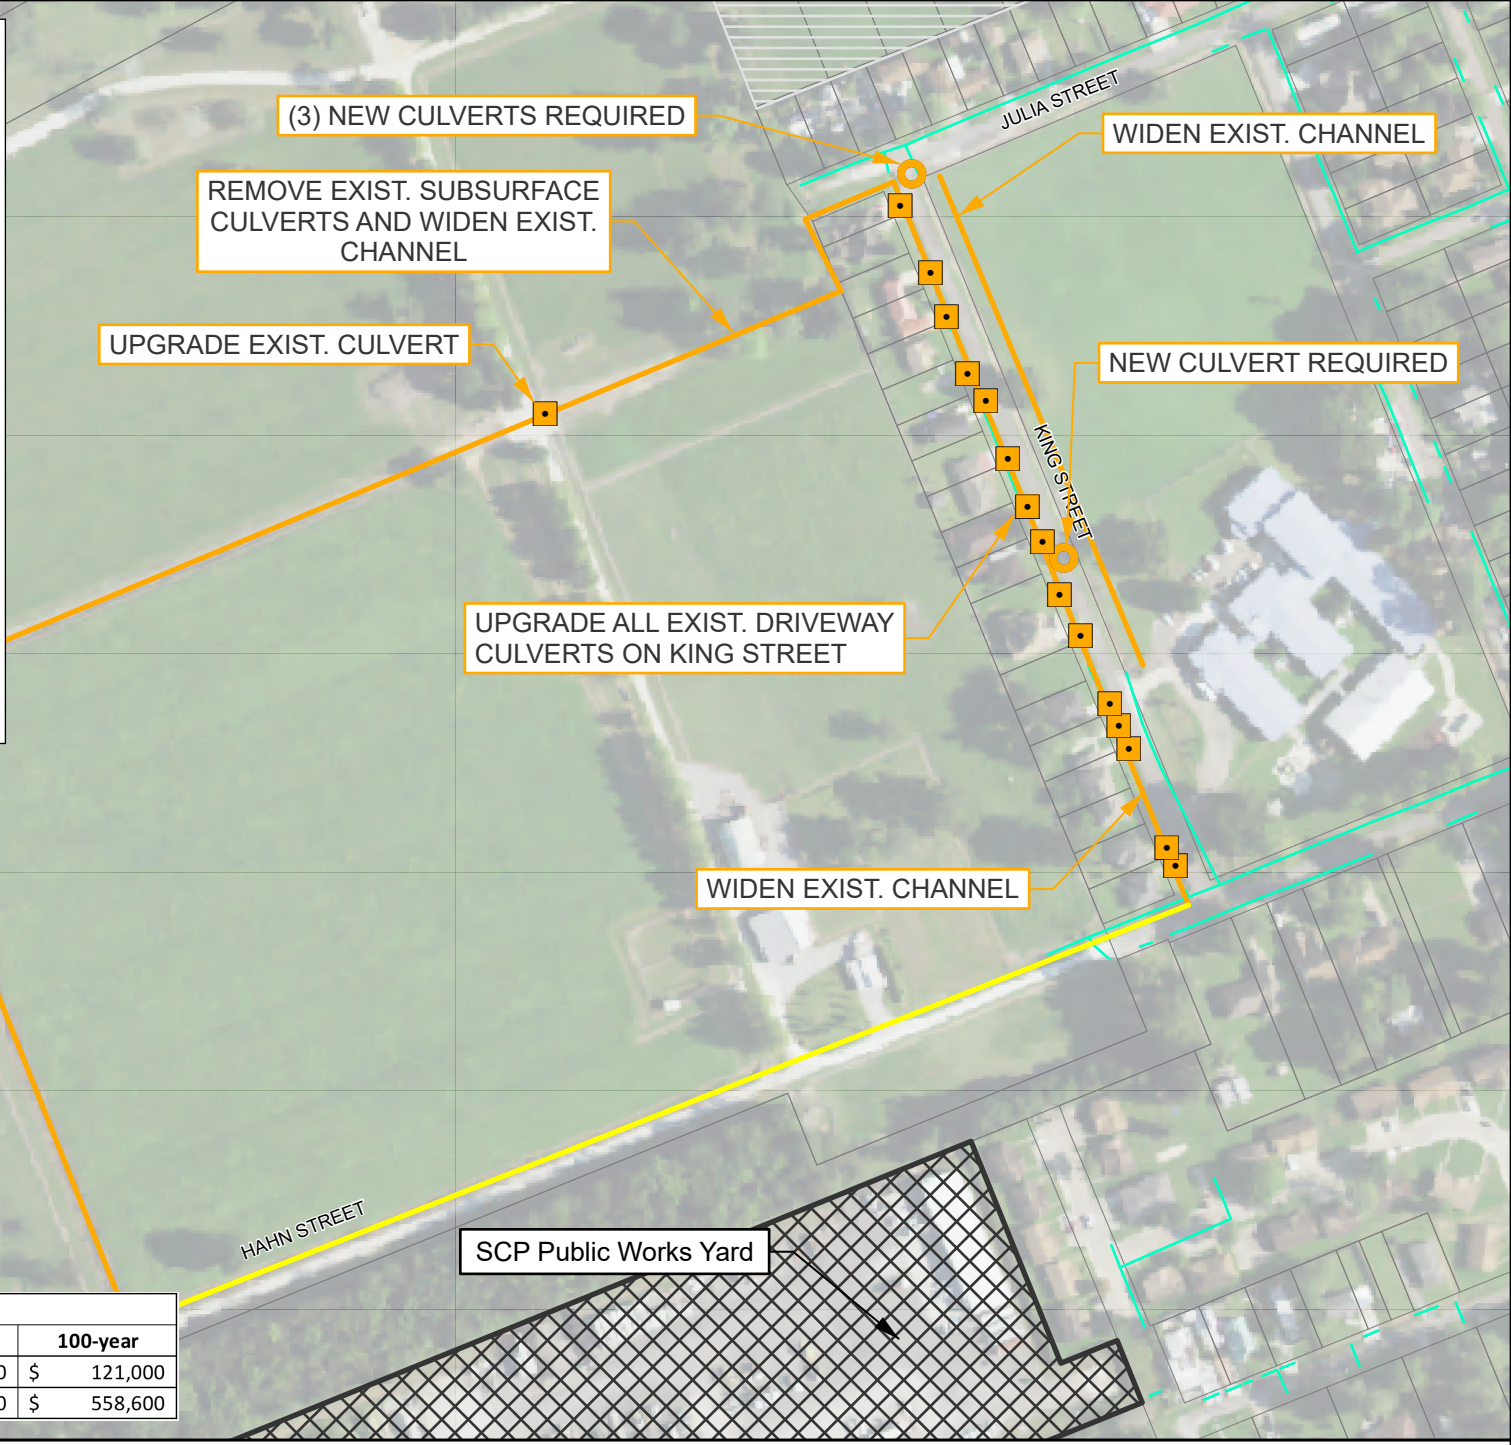 JULIA STREET
(3) NEW CULVERTS REQUIRED
WIDEN EXIST. CHANNEL
REMOVE EXIST. SUBSURFACE
CULVERTS AND WIDEN EXIST.
CHANNEL
UPGRADE EXIST. CULVERT
NEW CULVERT REQUIRED
KING STREET
UPGRADE ALL EXIST. DRIVEWAY
CULVERTS ON KING STREET
WIDEN EXIST. CHANNEL
HAHN STREET
SCP Public Works Yard
100-year
0 $ 121,000
0 $ 558,600